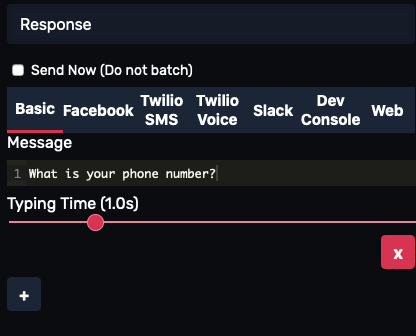 Response
Send Now (Do not batch)
Basic Facebook Twilio SMS Twilio Voice Slack Dev Console Web
Message
1 What is your phone number?
Typing Time (1.0s)
x
+